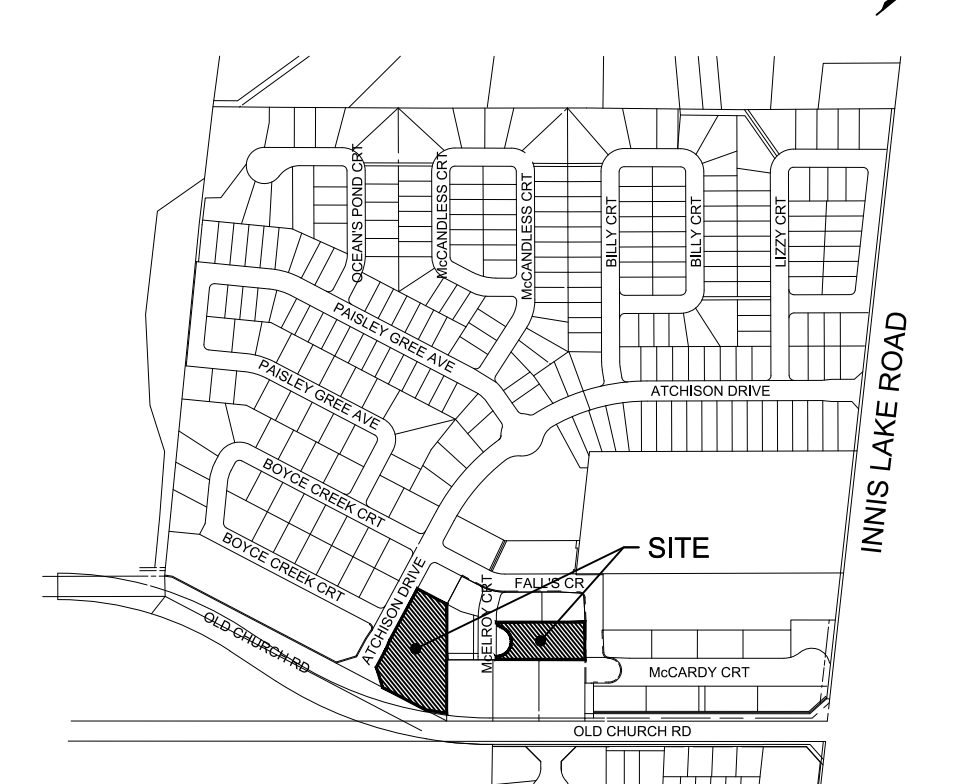 OCEAN'S POND CRT
McCANDLESS CRT
McCANDLESS CRT
BILLY CRT
BILLY CRT
LIZZY CRT
PAISLEY GREE AVE
PAISLEY GREE AVE
ATCHISON DRIVE
INNIS LAKE ROAD
BOYCE CREEK CRT
BOYCE CREEK CRT
SITE
ATCHISON DRIVE
FALL'S CR
McELROY CRT
OLD CHURCH RD
McCARDY CRT
OLD CHURCH RD